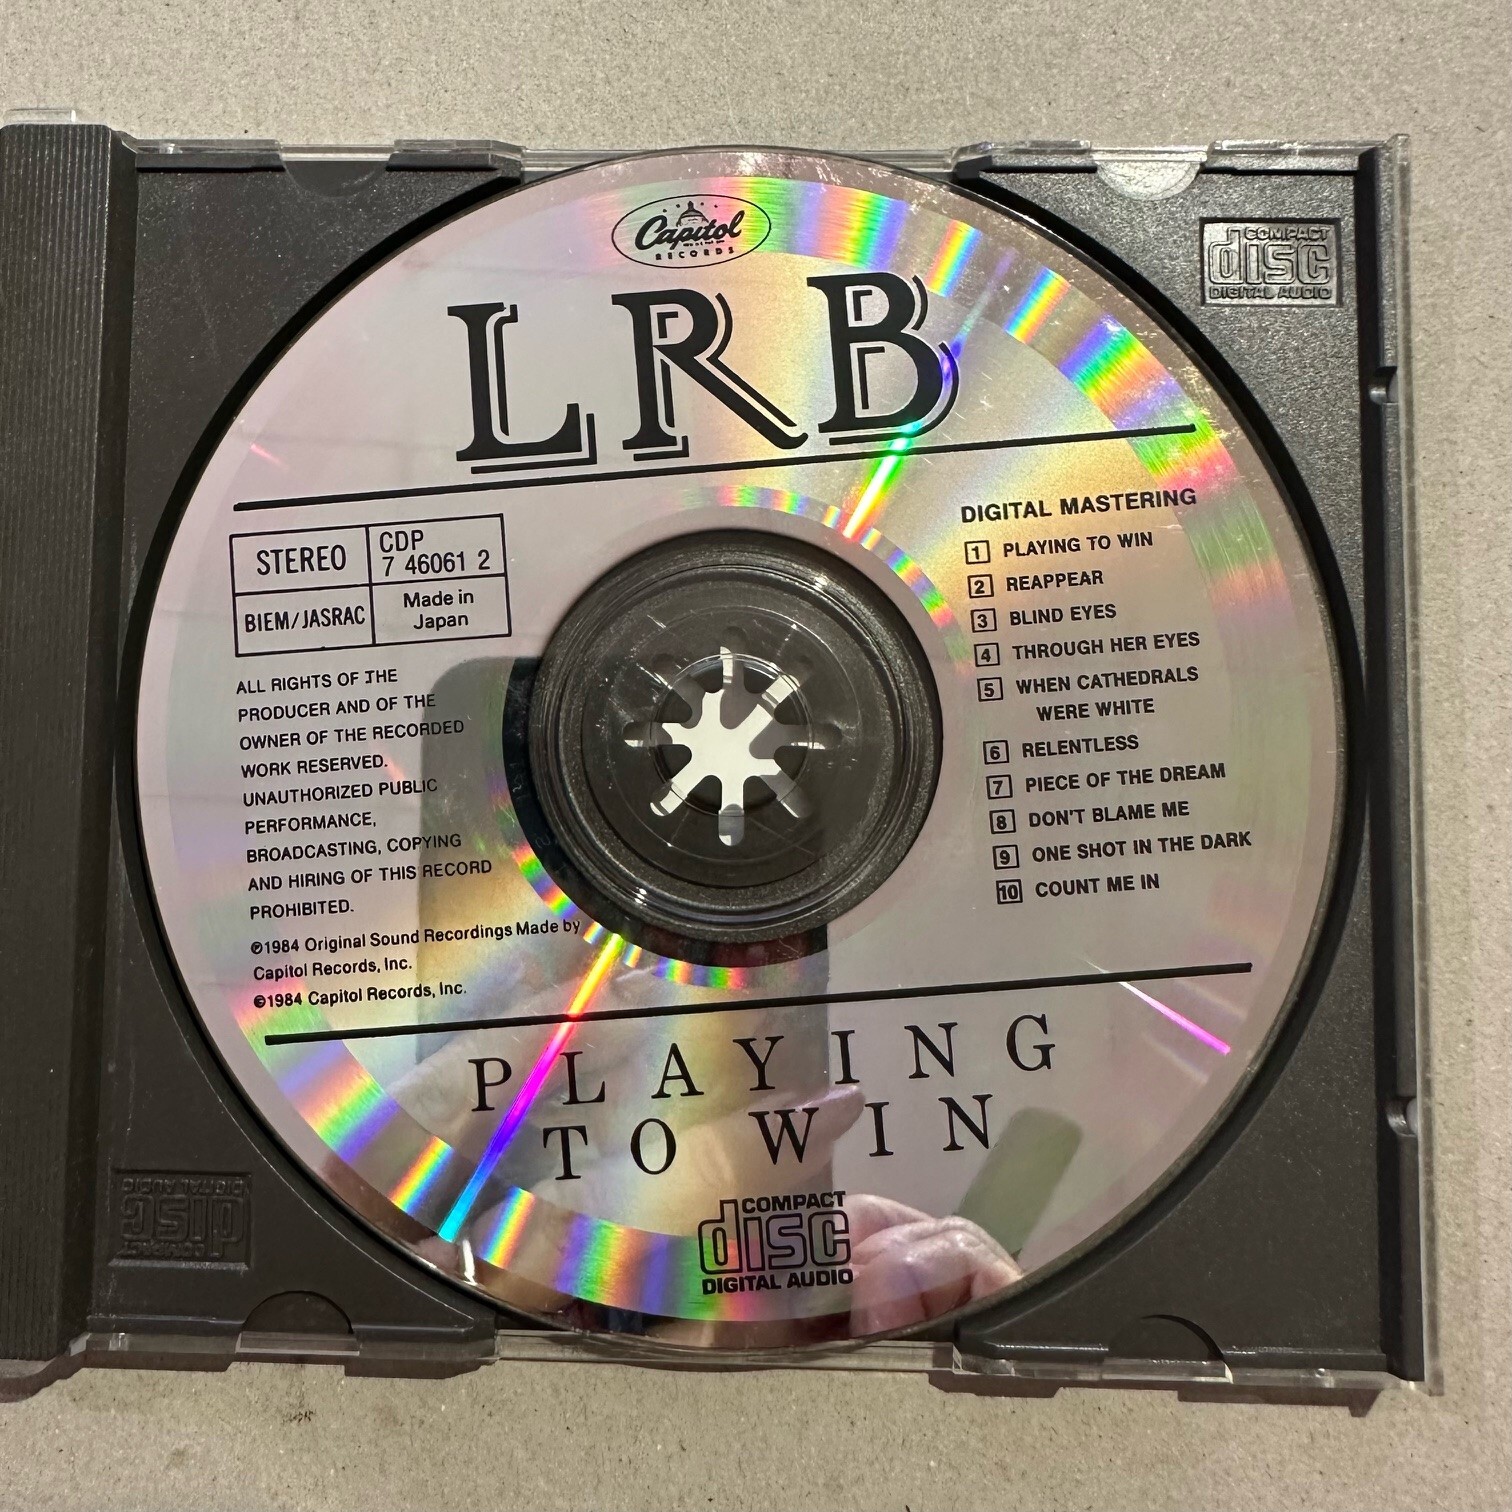 Capitol
RECORDS
LRB
STEREO
CDP
7 46061 2
BIEM/JASRAC
Made in
Japan
ALL RIGHTS OF THE
PRODUCER AND OF THE
OWNER OF THE RECORDED
WORK RESERVED.
UNAUTHORIZED PUBLIC
PERFORMANCE,
BROADCASTING, COPYING
AND HIRING OF THIS RECORD
PROHIBITED.
℗1984 Original Sound Recordings Made by
Capitol Records, Inc.
©1984 Capitol Records, Inc.
DIGITAL MASTERING
1 PLAYING TO WIN
2 REAPPEAR
3 BLIND EYES
4 THROUGH HER EYES
5 WHEN CATHEDRALS
WERE WHITE
6 RELENTLESS
7 PIECE OF THE DREAM
8 DON'T BLAME ME
9 ONE SHOT IN THE DARK
10 COUNT ME IN
PLAYING
TO WIN
COMPACT
disc
DIGITAL AUDIO
COMPACT
disc
DIGITAL AUDIO
COMPACT
disc
DIGITAL AUDIO